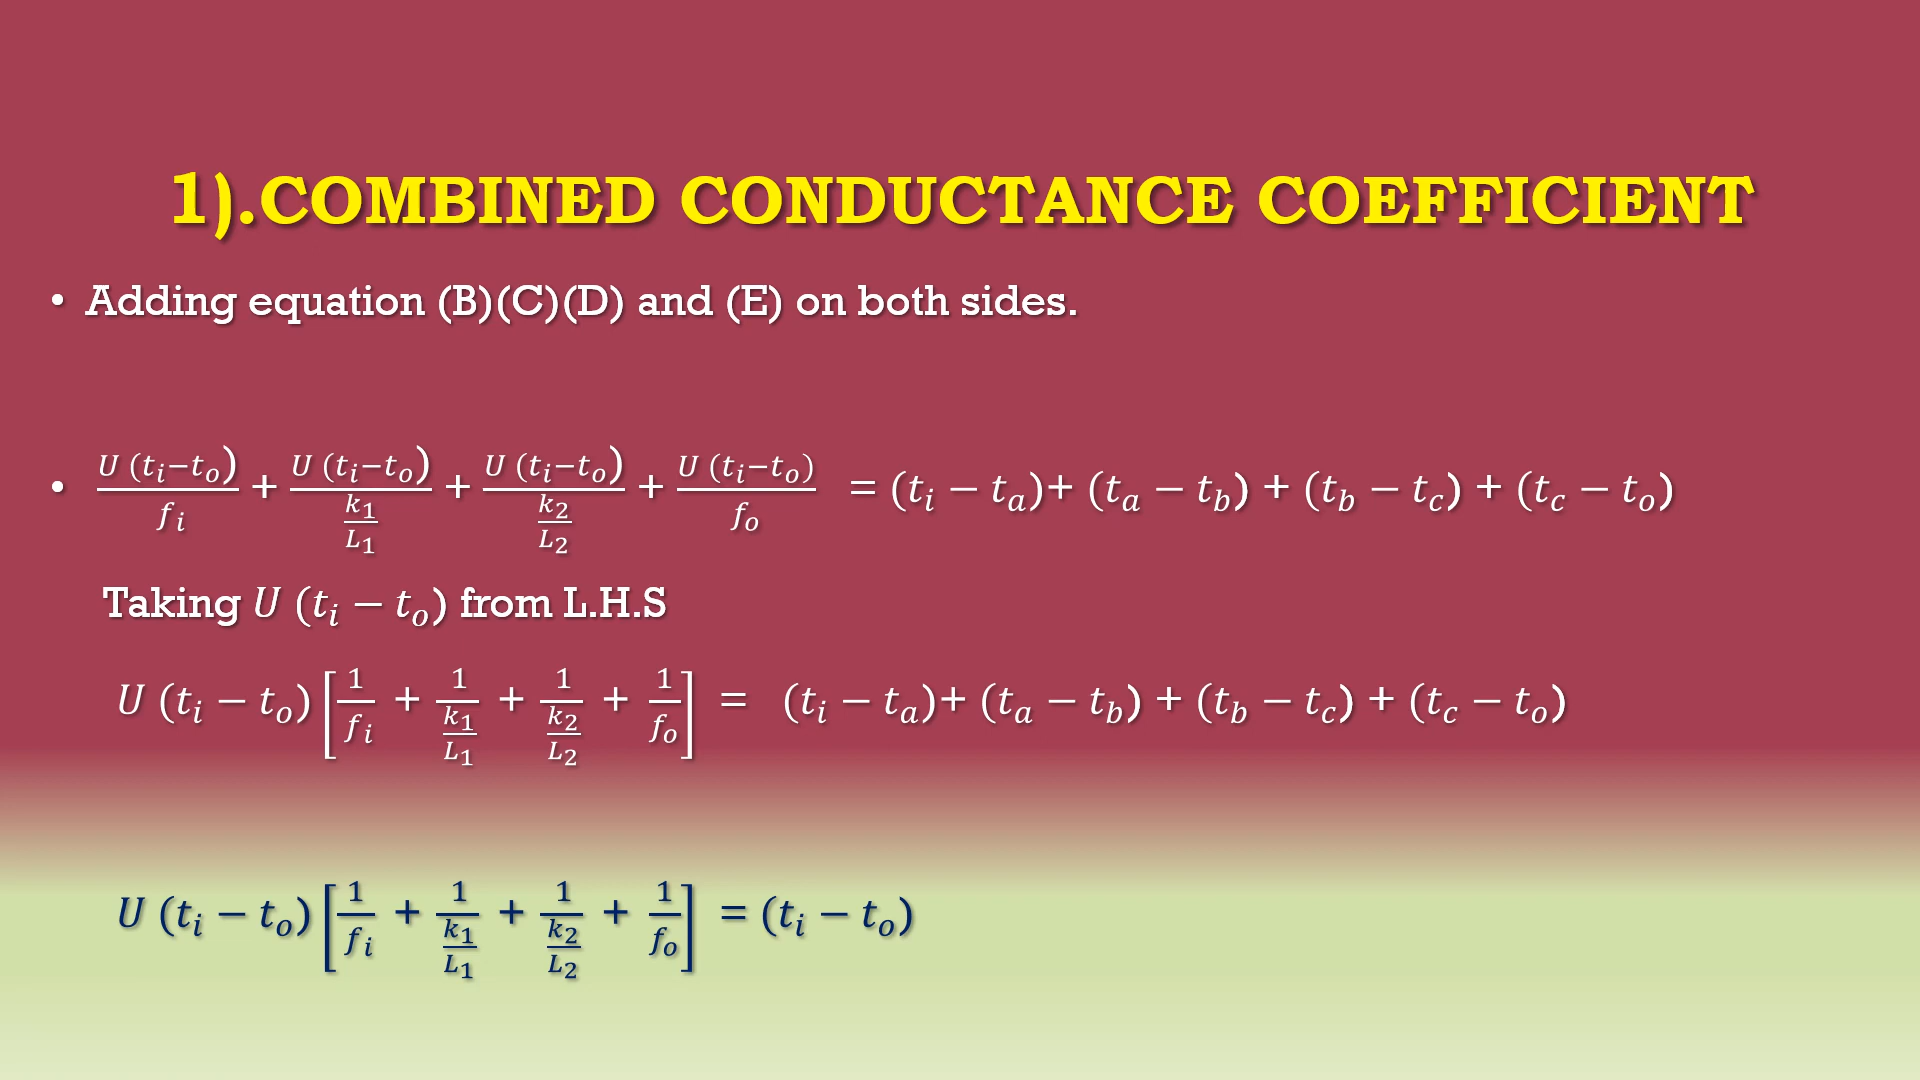 1).COMBINED CONDUCTANCE COEFFICIENT
• Adding equation (B)(C)(D) and (E) on both sides.
• $\frac{U (t_i - t_o)}{f_i} + \frac{U (t_i - t_o)}{\frac{k_1}{L_1}} + \frac{U (t_i - t_o)}{\frac{k_2}{L_2}} + \frac{U (t_i - t_o)}{f_o} = (t_i - t_a) + (t_a - t_b) + (t_b - t_c) + (t_c - t_o)$
Taking $U (t_i - t_o)$ from L.H.S
$U (t_i - t_o) \left[\frac{1}{f_i} + \frac{1}{\frac{k_1}{L_1}} + \frac{1}{\frac{k_2}{L_2}} + \frac{1}{f_o}\right] = (t_i - t_a) + (t_a - t_b) + (t_b - t_c) + (t_c - t_o)$
$U (t_i - t_o) \left[\frac{1}{f_i} + \frac{1}{\frac{k_1}{L_1}} + \frac{1}{\frac{k_2}{L_2}} + \frac{1}{f_o}\right] = (t_i - t_o)$